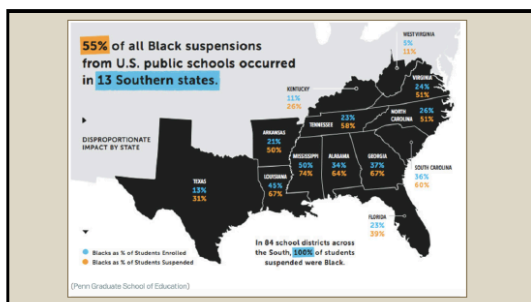 55% of all Black suspensions
from U.S. public schools occurred
in 13 Southern states.
DISPROPORTIONATE
IMPACT BY STATE
WEST VIRGINIA
5%
11%
VIRGINIA
24%
51%
KENTUCKY
11%
26%
NORTH
CAROLINA
26%
51%
TENNESSEE
23%
58%
ARKANSAS
21%
50%
MISSISSIPPI
50%
74%
ALABAMA
34%
64%
GEORGIA
37%
67%
SOUTH CAROLINA
36%
60%
TEXAS
13%
31%
LOUISIANA
45%
67%
FLORIDA
23%
39%
Blacks as % of Students Enrolled
Blacks as % of Students Suspended
In 84 school districts across
the South, 100% of students
suspended were Black.
(Penn Graduate School of Education)